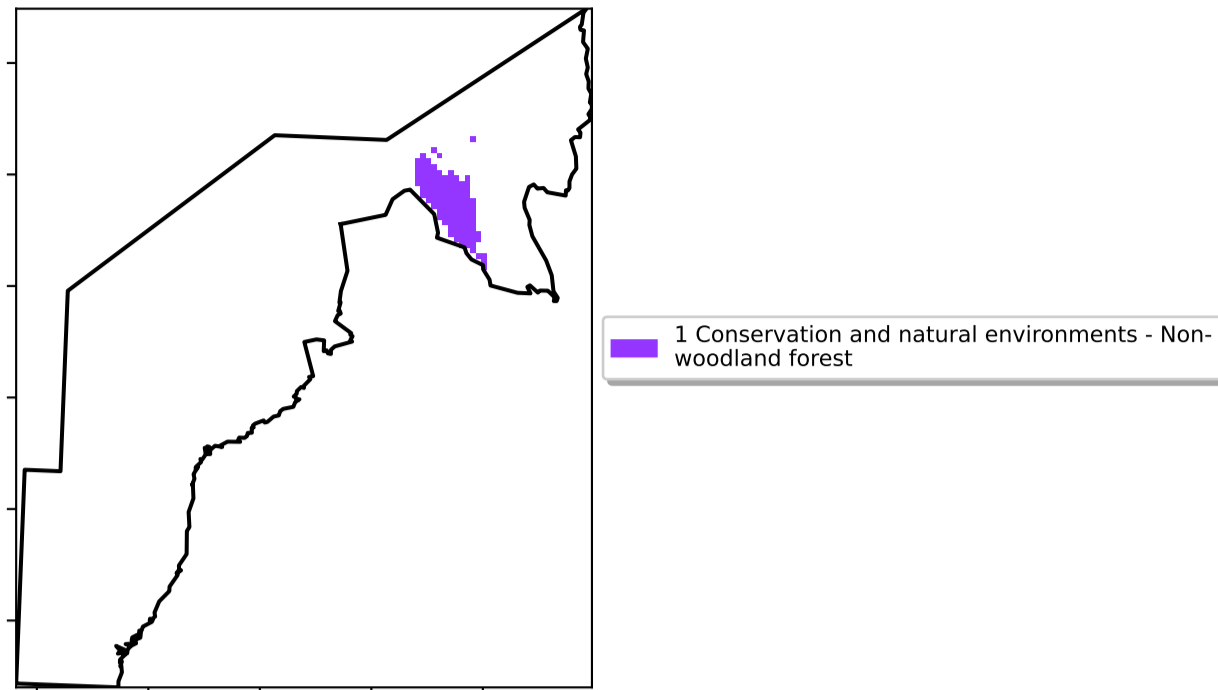 1 Conservation and natural environments - Non-
woodland forest